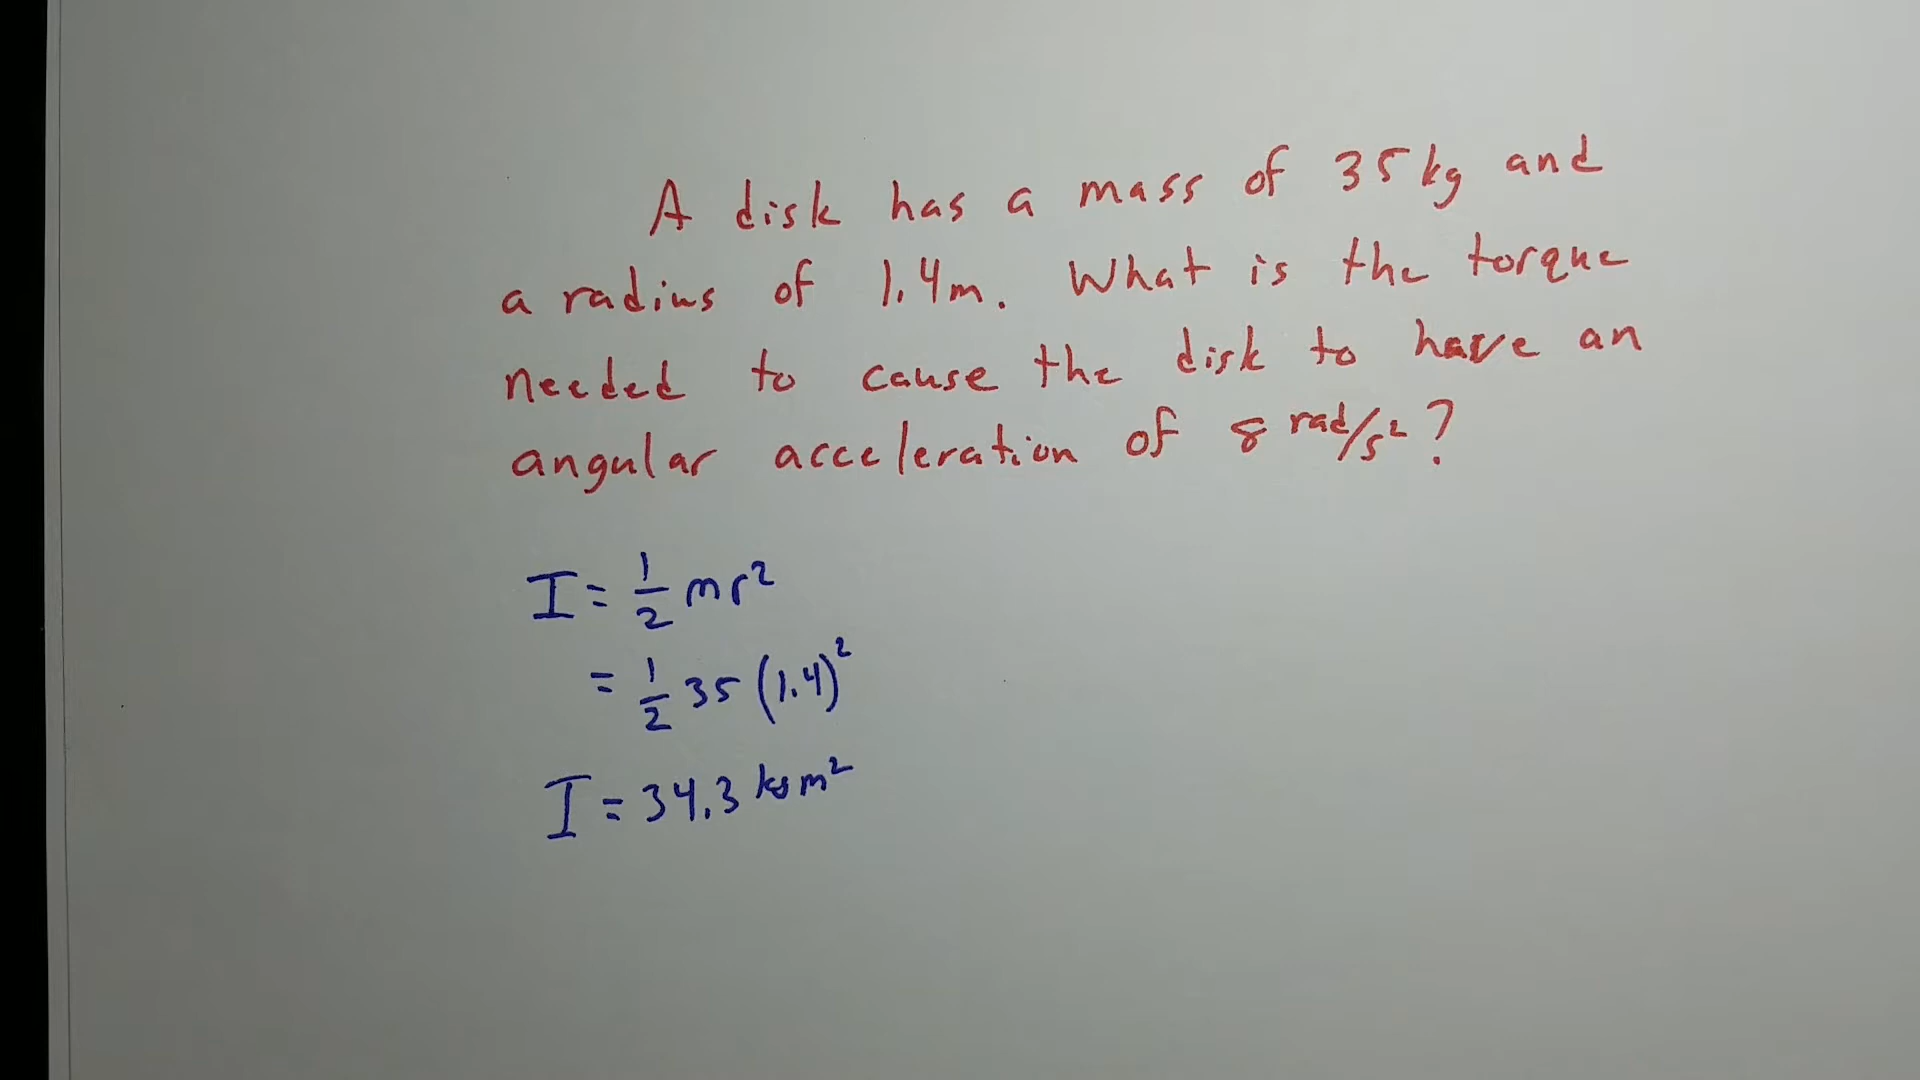 A disk has a mass of 35kg and
a radius of 1.4m. What is the torque
needed to cause the disk to have an
angular acceleration of 8 rad/s²?
I = 1/2 mr²
= 1/2 35 (1.4)²
I = 34.3 kgm²